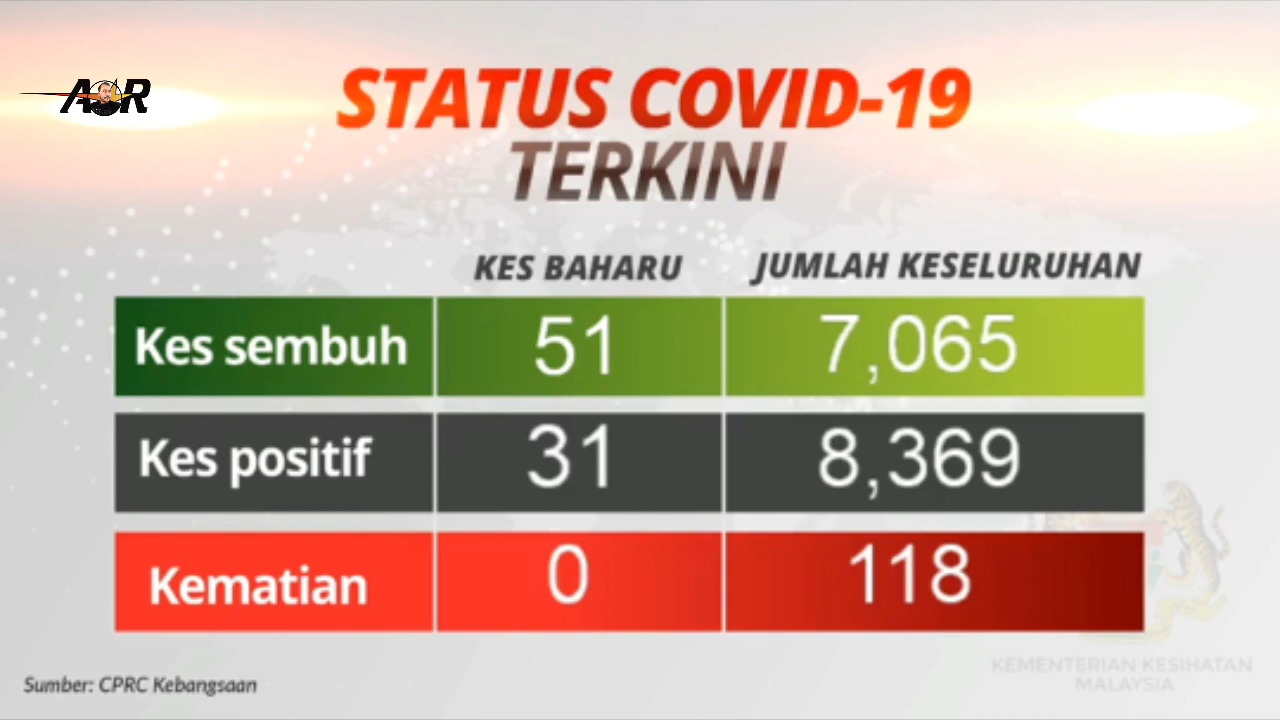 AOR
STATUS COVID-19
TERKINI
KES BAHARU JUMLAH KESELURUHAN
Kes sembuh 51 7,065
Kes positif 31 8,369
Kematian 0 118
Sumber: CPRC Kebangsaan
KEMENTERIAN KESIHATAN
MALAYSIA